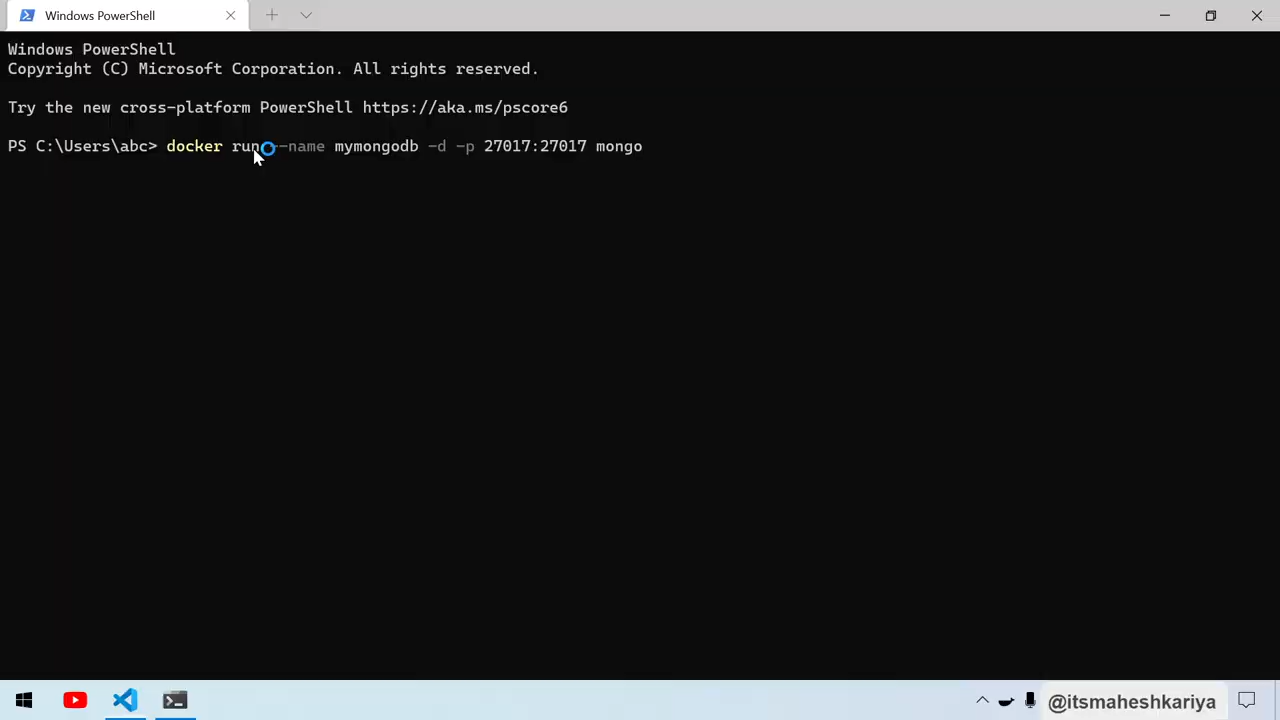 Windows PowerShell
Windows PowerShell
Copyright (C) Microsoft Corporation. All rights reserved.
Try the new cross-platform PowerShell https://aka.ms/pscore6
PS C:\Users\abc> docker run --name mymongodb -d -p 27017:27017 mongo
@itsmaheshkariya